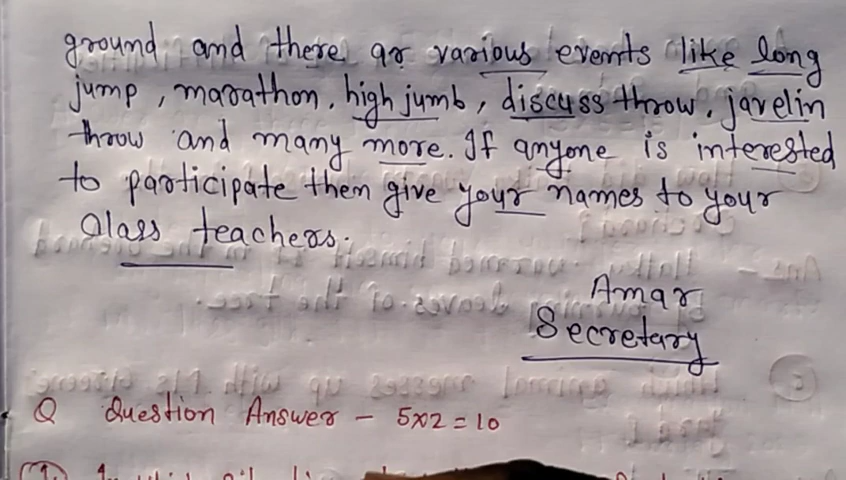 ground and there ar various events like long
jump, marathon, high jumb, discuss throw, javelin
throw and many more. If anyone is interested
to participate then give your names to your
Class teachers.
Amar
Secretary
Q Question Answer - 5x2=10